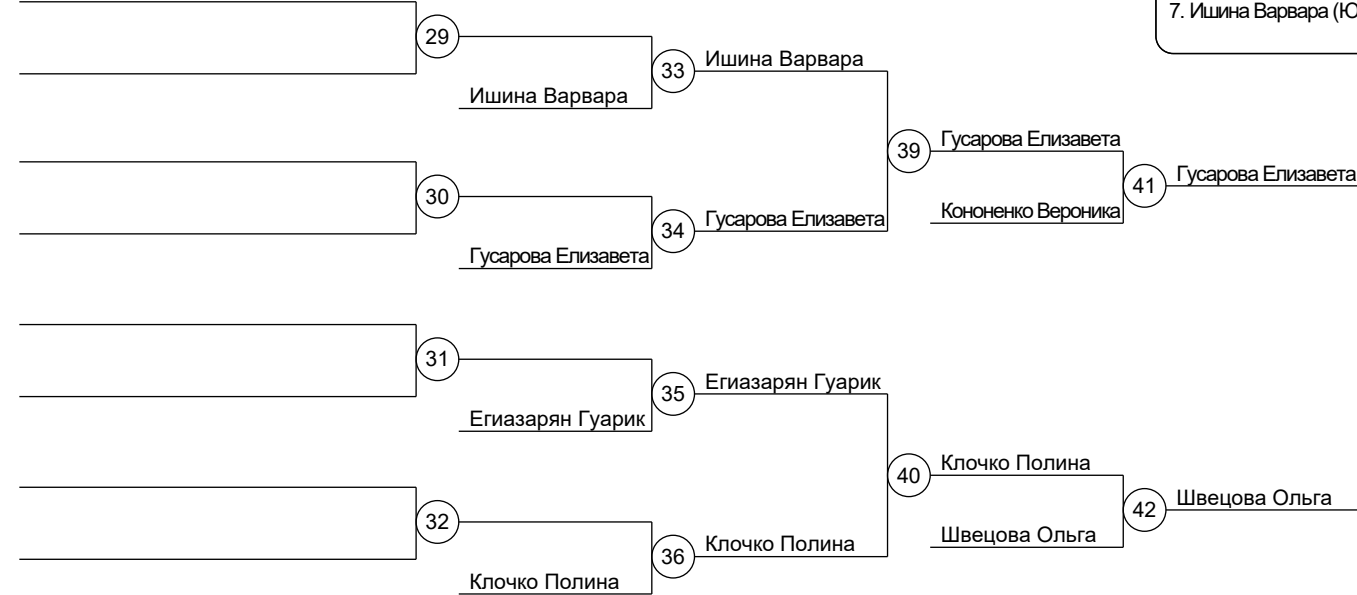 7. Ишина Варвара (Ю
29
33
Ишина Варвара
Ишина Варвара
39
Гусарова Елизавета
30
41
Гусарова Елизавета
Кононенко Вероника
34
Гусарова Елизавета
Гусарова Елизавета
31
35
Егиазарян Гуарик
Егиазарян Гуарик
40
Клочко Полина
32
42
Швецова Ольга
Швецова Ольга
36
Клочко Полина
Клочко Полина